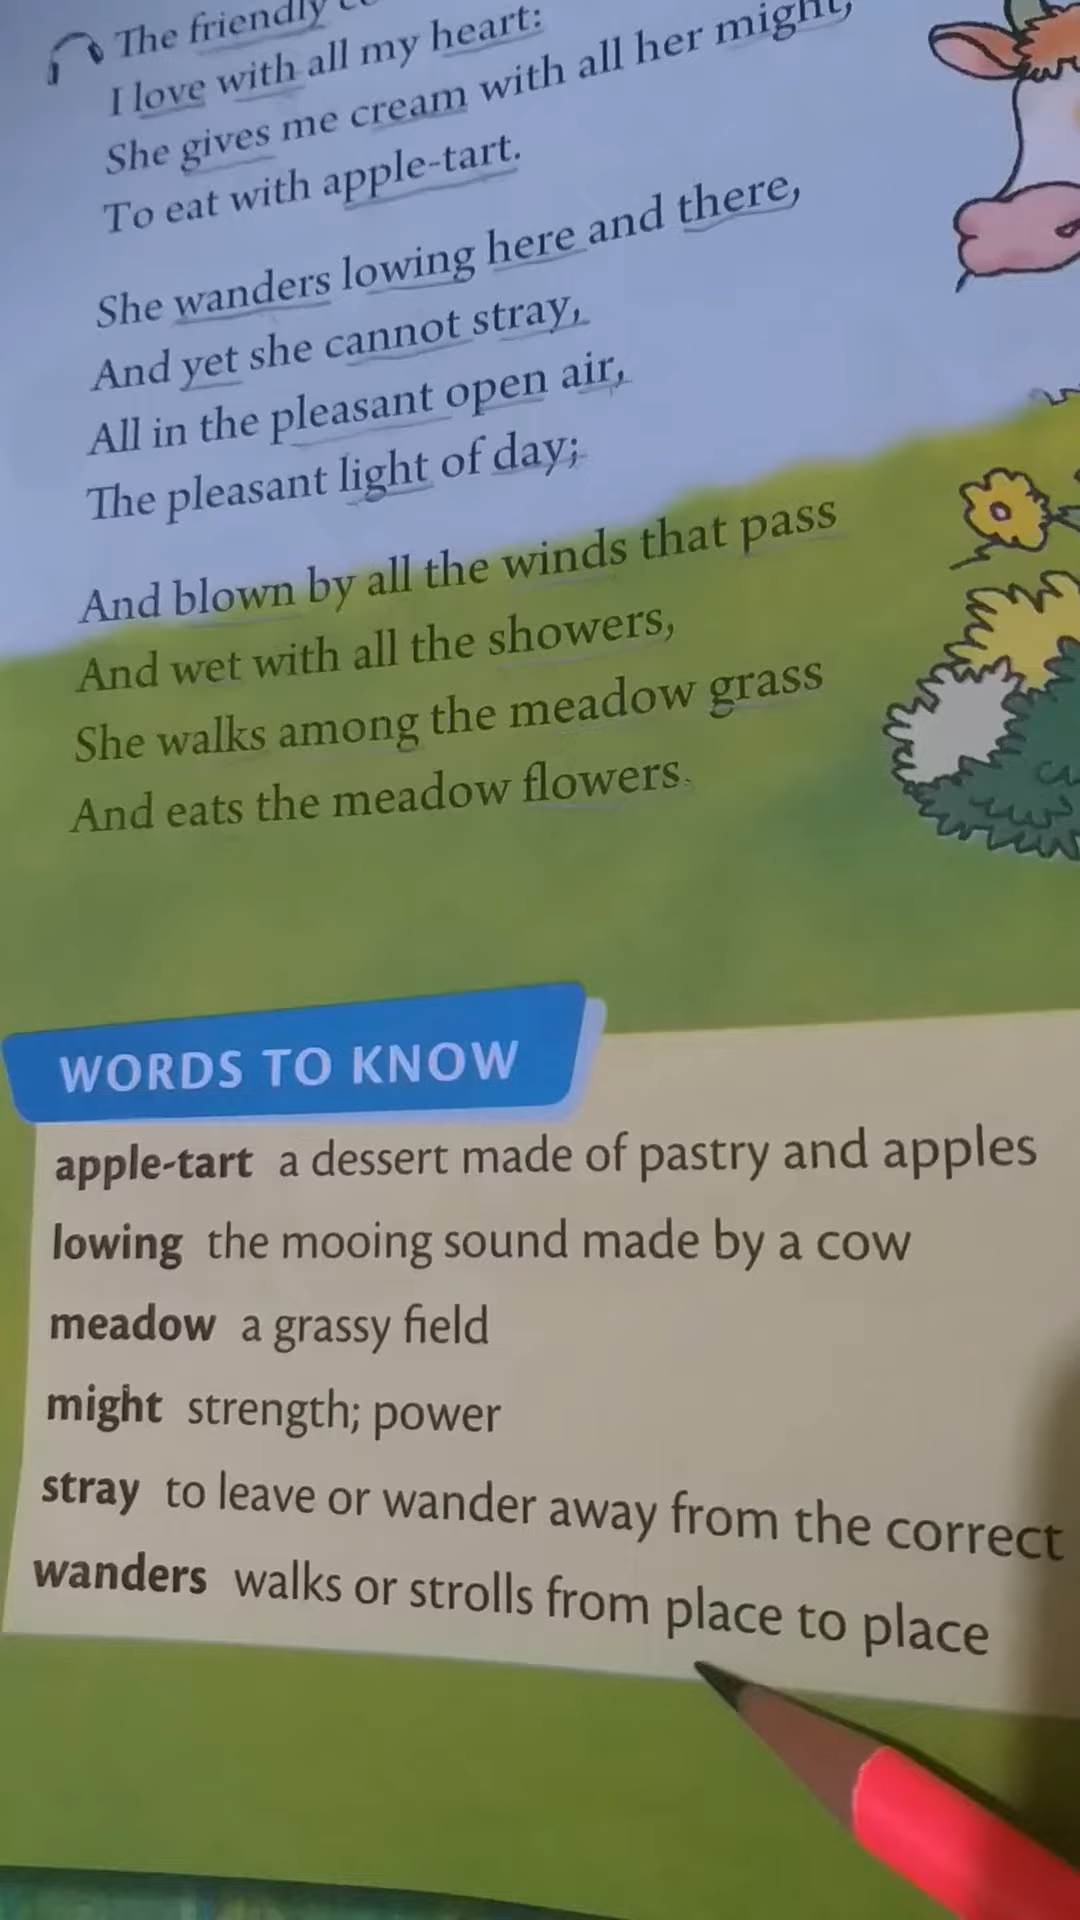 The friendly
I love with all my heart:
She gives me cream with all her might,
To eat with apple-tart.
She wanders lowing here and there,
And yet she cannot stray,
All in the pleasant open air,
The pleasant light of day;
And blown by all the winds that pass
And wet with all the showers,
She walks among the meadow grass
And eats the meadow flowers.
WORDS TO KNOW
apple-tart a dessert made of pastry and apples
lowing the mooing sound made by a cow
meadow a grassy field
might strength; power
stray to leave or wander away from the correct
wanders walks or strolls from place to place